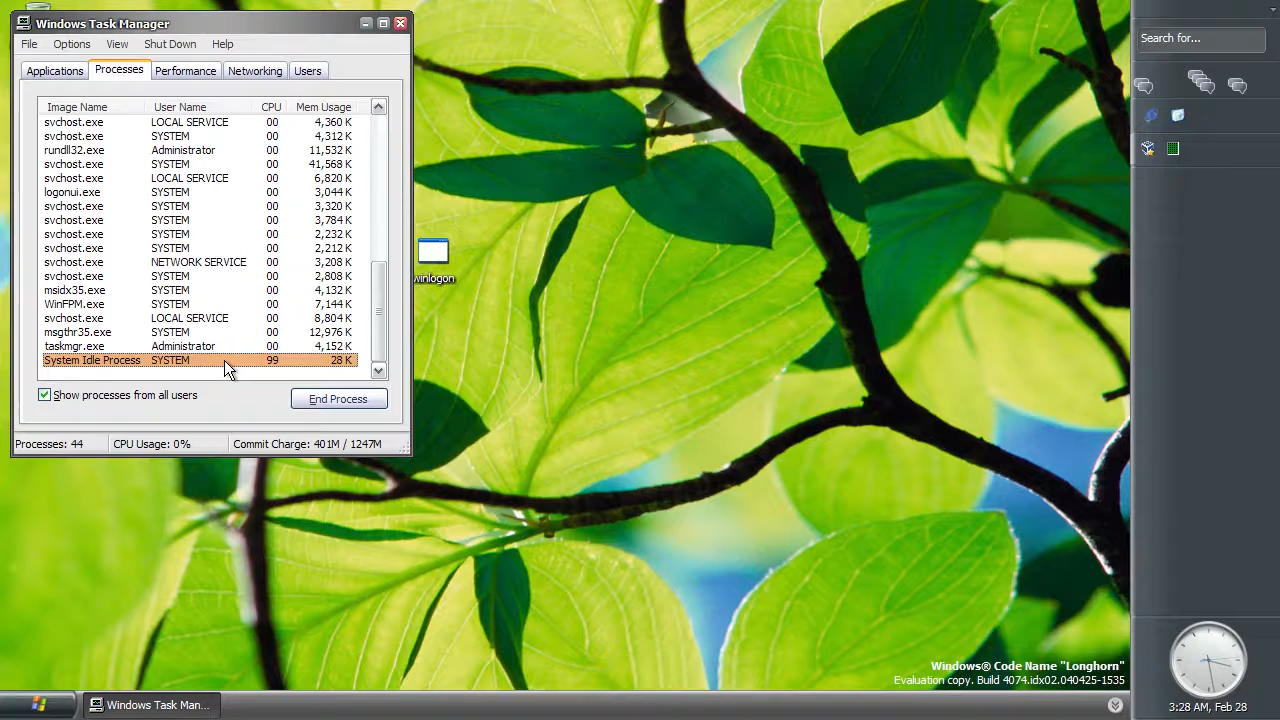 Windows Task Manager
File Options View Shut Down Help
Applications Processes Performance Networking Users
Image Name User Name CPU Mem Usage
svchost.exe LOCAL SERVICE 00 4,360 K
svchost.exe SYSTEM 00 4,312 K
rundll32.exe Administrator 00 11,532 K
svchost.exe SYSTEM 00 41,568 K
svchost.exe LOCAL SERVICE 00 6,820 K
logonui.exe SYSTEM 00 3,044 K
svchost.exe SYSTEM 00 3,320 K
svchost.exe SYSTEM 00 3,784 K
svchost.exe SYSTEM 00 2,232 K
svchost.exe SYSTEM 00 2,212 K
svchost.exe NETWORK SERVICE 00 3,208 K
svchost.exe SYSTEM 00 2,808 K
msidx35.exe SYSTEM 00 4,132 K
WinFPM.exe SYSTEM 00 7,144 K
svchost.exe LOCAL SERVICE 00 8,804 K
msgthr35.exe SYSTEM 00 12,976 K
taskmgr.exe Administrator 00 4,152 K
System Idle Process SYSTEM 99 28 K
Show processes from all users
End Process
Processes: 44 CPU Usage: 0% Commit Charge: 401M / 1247M
winlogon
Search for...
Windows® Code Name "Longhorn"
Evaluation copy. Build 4074.idx02.040425-1535
Windows Task Man...
3:28 AM, Feb 28